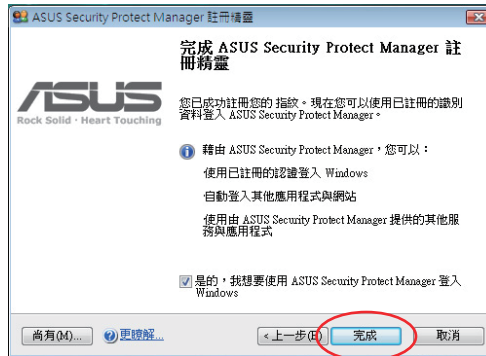 ASUS Security Protect Manager 註冊精靈
完成 ASUS Security Protect Manager 註
冊精靈
ASUS
Rock Solid · Heart Touching
您已成功註冊您的 指紋。現在您可以使用已註冊的識別
資料登入 ASUS Security Protect Manager。
藉由 ASUS Security Protect Manager，您可以：
使用已註冊的認證登入 Windows
自動登入其他應用程式與網站
使用由 ASUS Security Protect Manager 提供的其他服
務與應用程式
是的，我想要使用 ASUS Security Protect Manager 登入
Windows
尚有(M)... 更瞭解... <上一步(B) 完成 取消